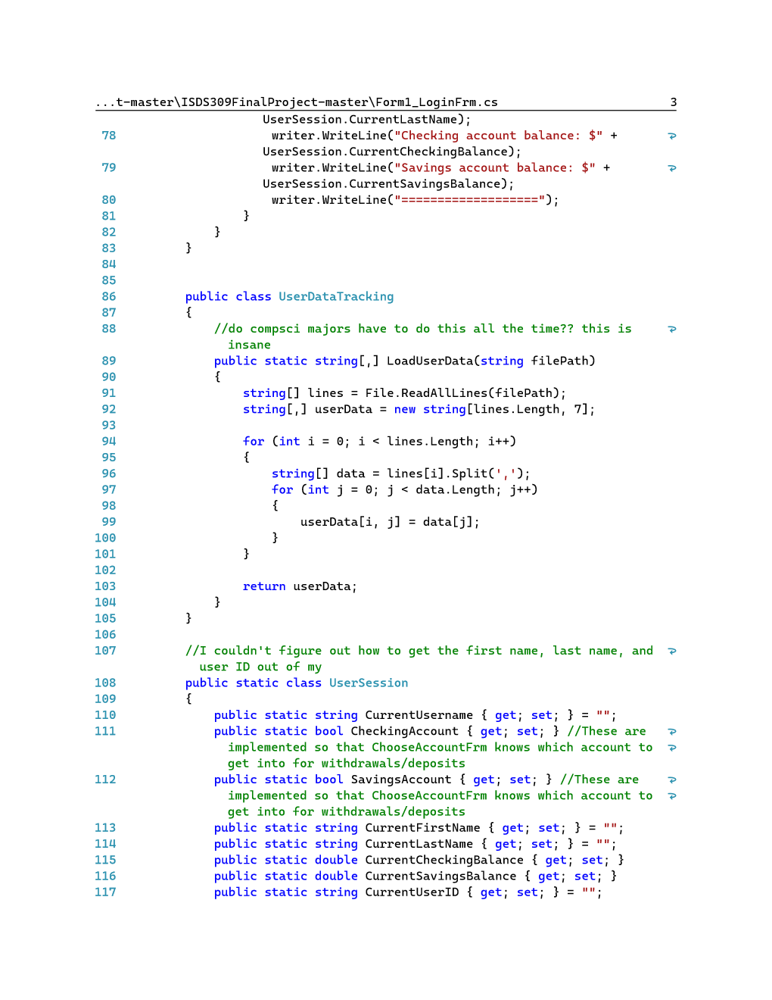 ...t-master\ISDS309FinalProject-master\Form1_LoginFrm.cs 3
UserSession.CurrentLastName);
78 writer.WriteLine("Checking account balance: $" +
UserSession.CurrentCheckingBalance);
79 writer.WriteLine("Savings account balance: $" +
UserSession.CurrentSavingsBalance);
80 writer.WriteLine("===================");
81 }
82 }
83 }
84
85
86 public class UserDataTracking
87 {
88 //do compsci majors have to do this all the time?? this is
insane
89 public static string[,] LoadUserData(string filePath)
90 {
91 string[] lines = File.ReadAllLines(filePath);
92 string[,] userData = new string[lines.Length, 7];
93
94 for (int i = 0; i < lines.Length; i++)
95 {
96 string[] data = lines[i].Split(',');
97 for (int j = 0; j < data.Length; j++)
98 {
99 userData[i, j] = data[j];
100 }
101 }
102
103 return userData;
104 }
105 }
106
107 //I couldn't figure out how to get the first name, last name, and
user ID out of my
108 public static class UserSession
109 {
110 public static string CurrentUsername { get; set; } = "";
111 public static bool CheckingAccount { get; set; } //These are
implemented so that ChooseAccountFrm knows which account to
get into for withdrawals/deposits
112 public static bool SavingsAccount { get; set; } //These are
implemented so that ChooseAccountFrm knows which account to
get into for withdrawals/deposits
113 public static string CurrentFirstName { get; set; } = "";
114 public static string CurrentLastName { get; set; } = "";
115 public static double CurrentCheckingBalance { get; set; }
116 public static double CurrentSavingsBalance { get; set; }
117 public static string CurrentUserID { get; set; } = "";